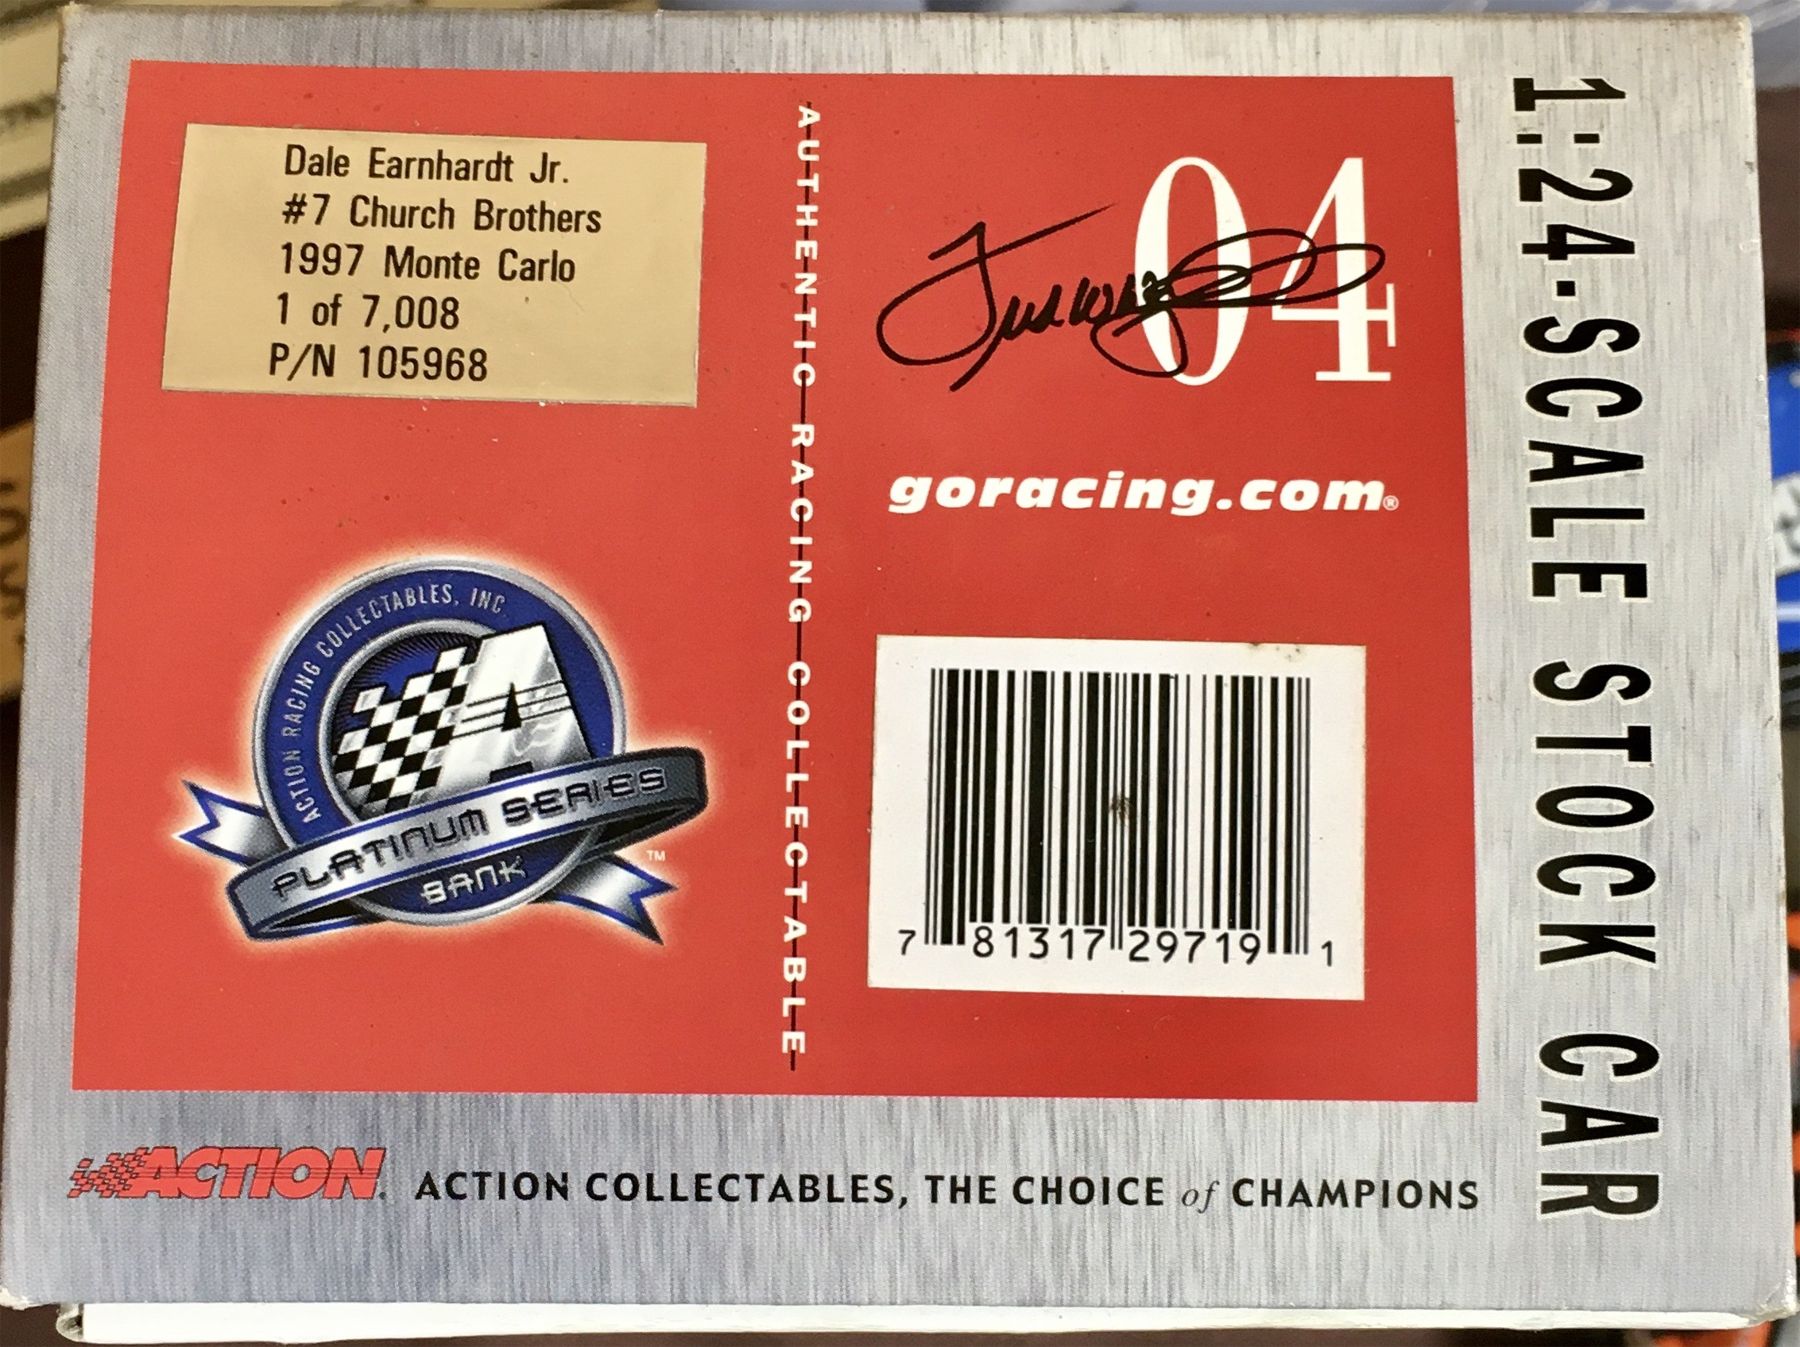 Dale Earnhardt Jr.
#7 Church Brothers
1997 Monte Carlo
1 of 7,008
P/N 105968
ACTION RACING COLLECTABLES, INC.
PLATINUM SERIES
BANK
™
AUTHENTIC RACING COLLECTABLE
04
goracing.com®
7 81317 29719 1
1:24-SCALE STOCK CAR
ACTION®
ACTION COLLECTABLES, THE CHOICE of CHAMPIONS